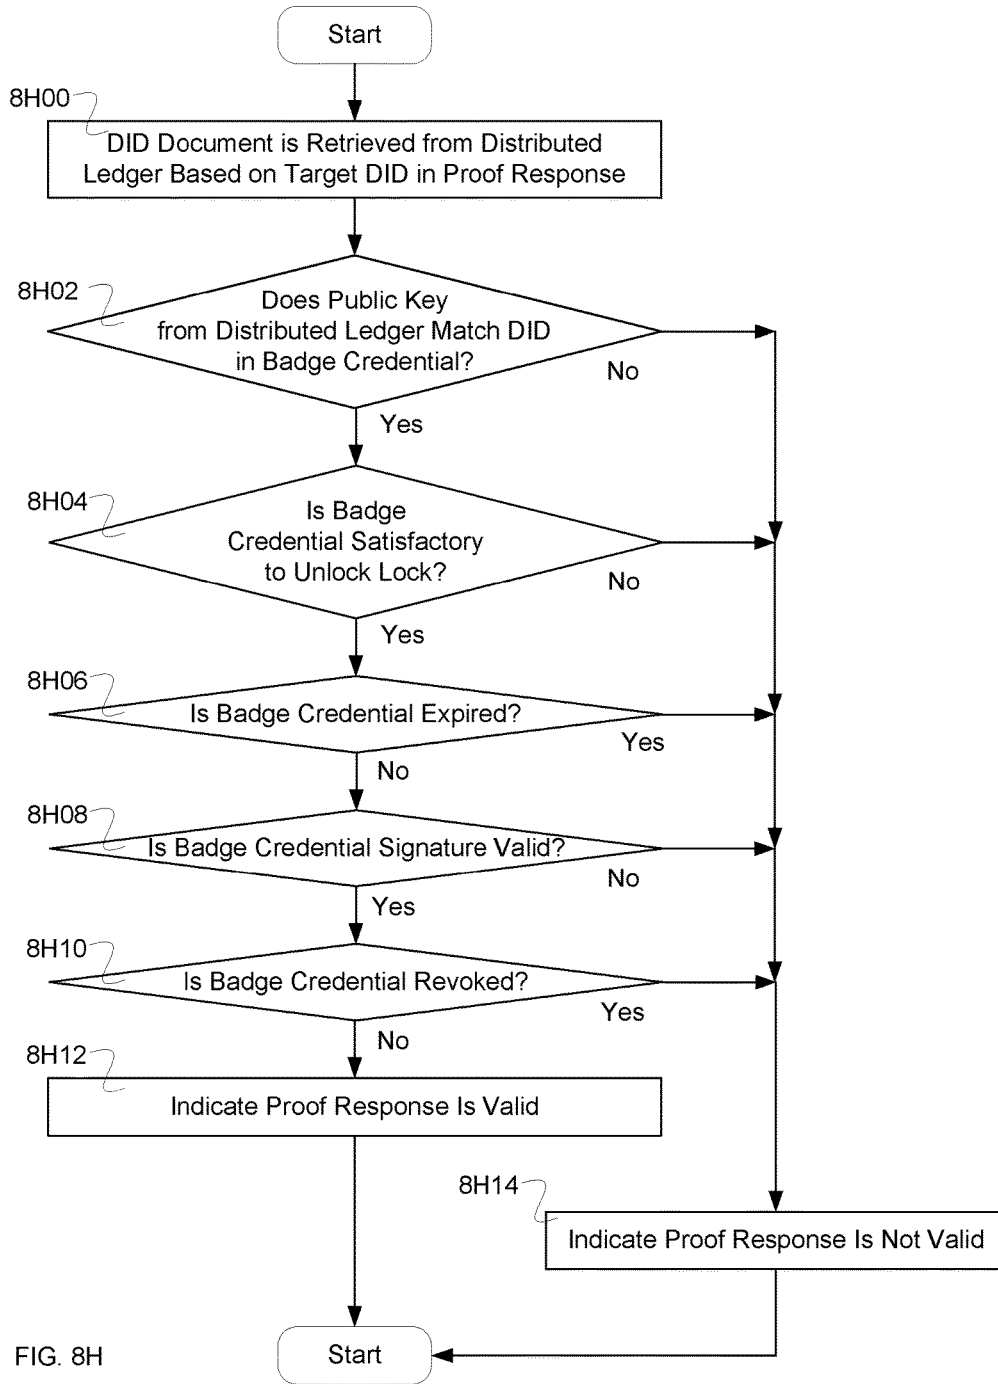 Start
8H00
DID Document is Retrieved from Distributed
Ledger Based on Target DID in Proof Response
8H02
Does Public Key
from Distributed Ledger Match DID
in Badge Credential?
No
Yes
8H04
Is Badge
Credential Satisfactory
to Unlock Lock?
No
Yes
8H06
Is Badge Credential Expired?
Yes
No
8H08
Is Badge Credential Signature Valid?
No
Yes
8H10
Is Badge Credential Revoked?
Yes
No
8H12
Indicate Proof Response Is Valid
8H14
Indicate Proof Response Is Not Valid
Start
FIG. 8H